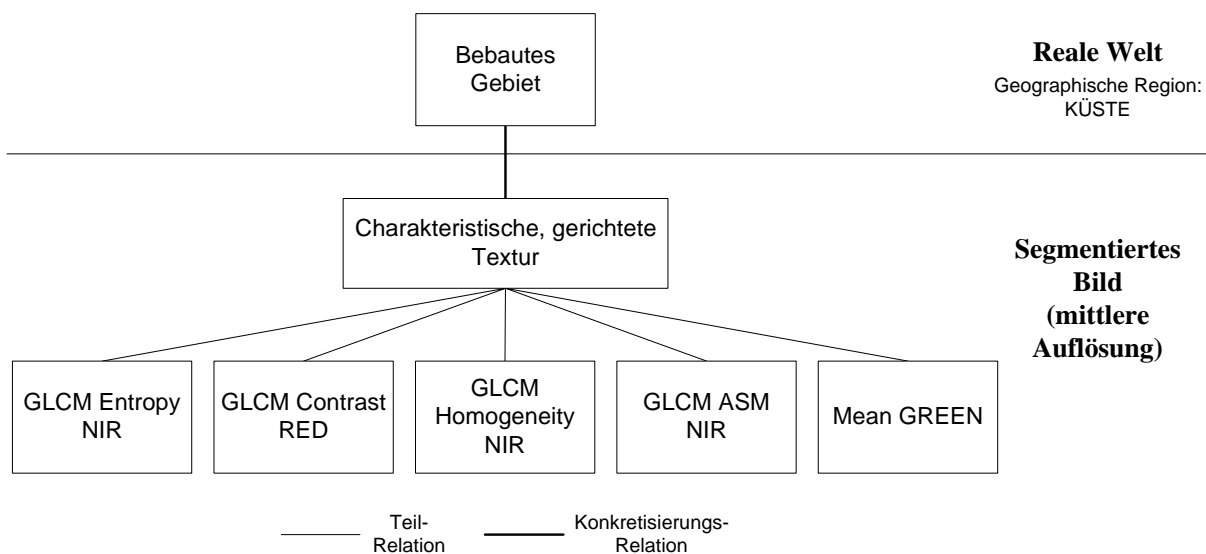 Bebautes
Gebiet
Reale Welt
Geographische Region:
KÜSTE
Charakteristische, gerichtete
Textur
Segmentiertes
Bild
(mittlere
Auflösung)
GLCM Entropy
NIR
GLCM Contrast
RED
GLCM
Homogeneity
NIR
GLCM ASM
NIR
Mean GREEN
Teil-
Relation
Konkretisierungs-
Relation